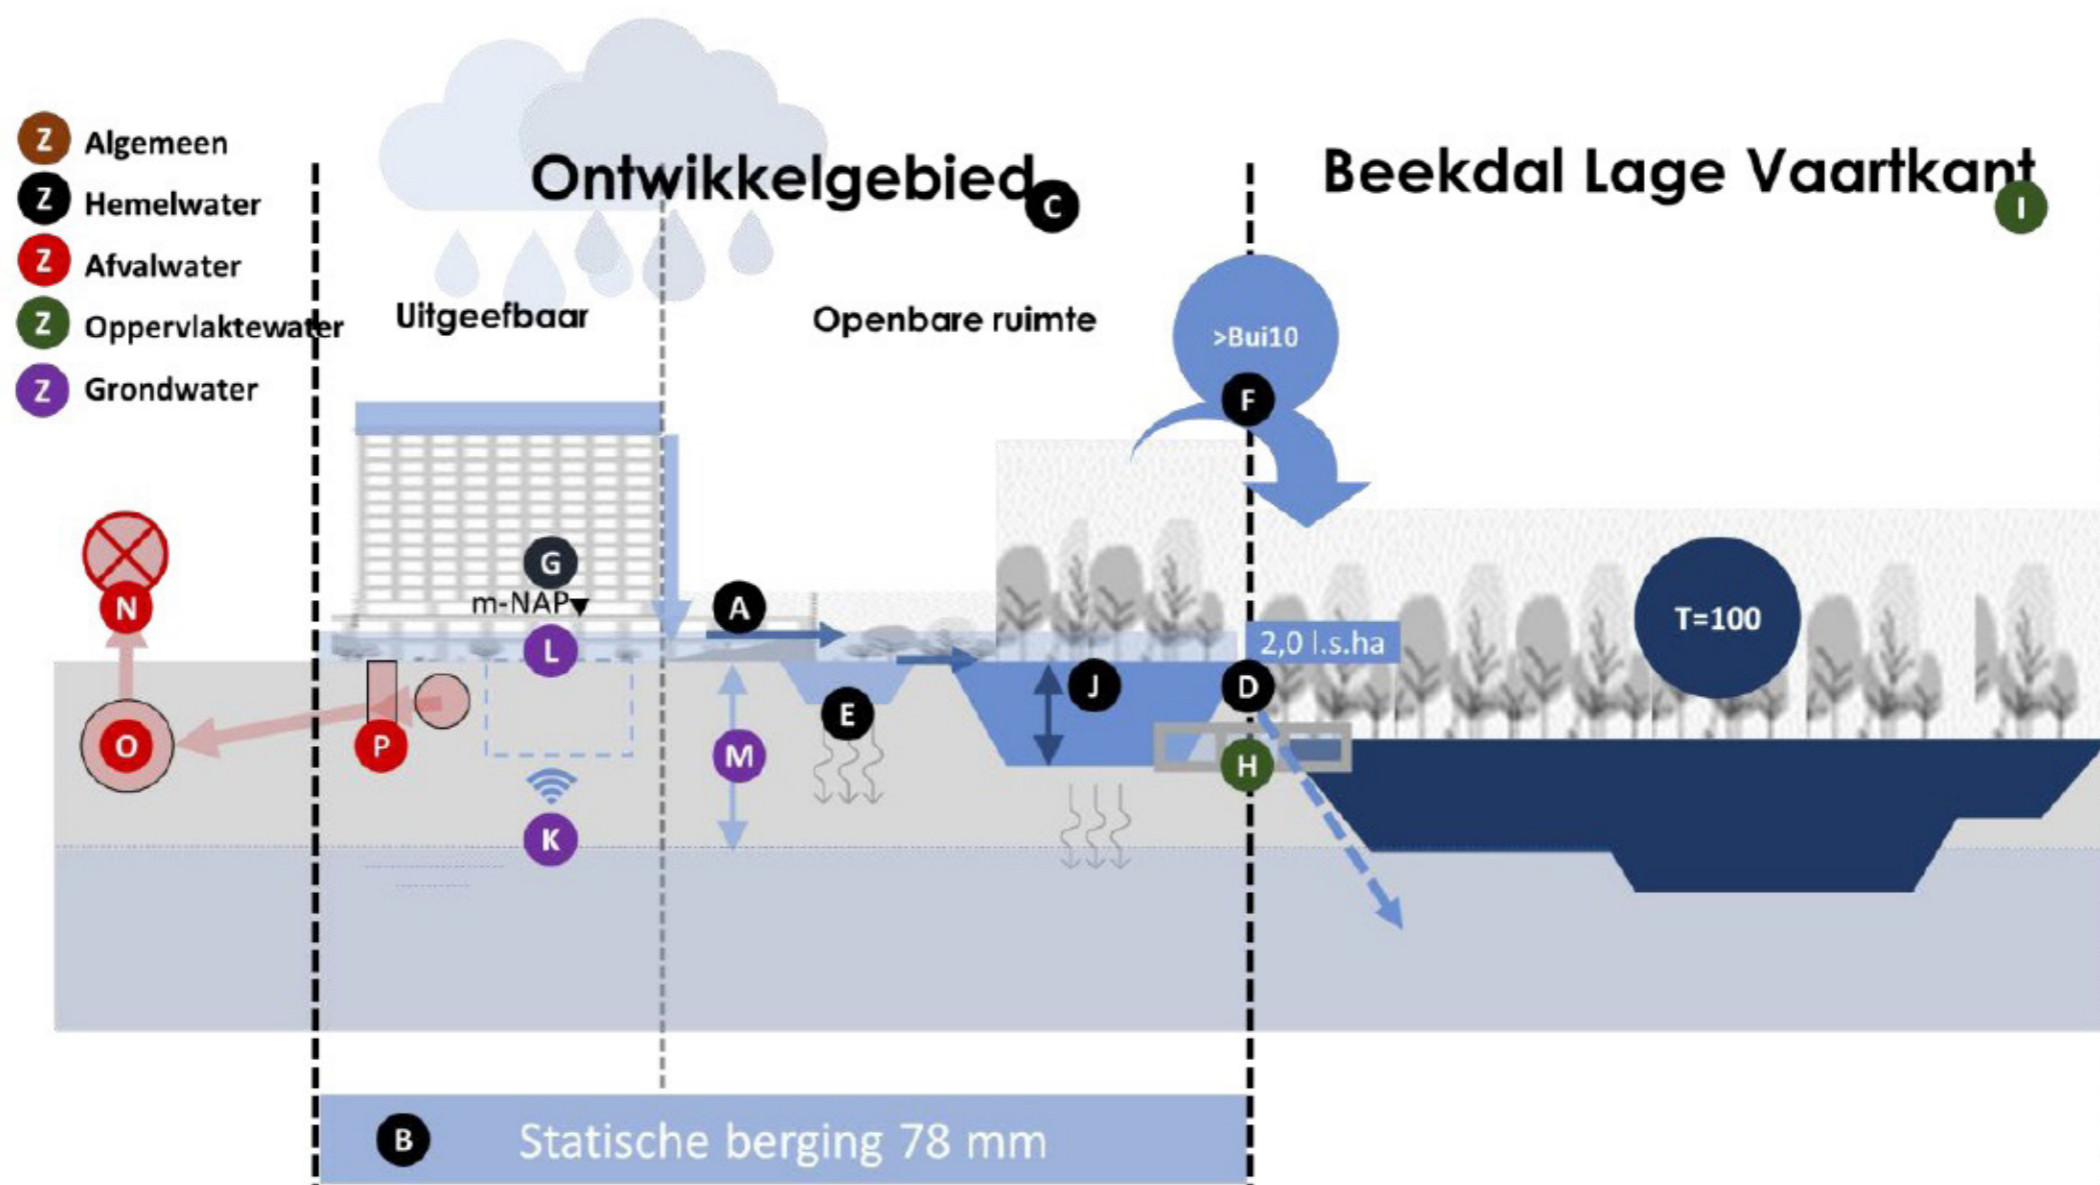 Z Algemeen
Z Hemelwater
Z Afvalwater
Z Oppervlaktewater
Z Grondwater
Ontwikkelgebied
C
Beekdal Lage Vaartkant
I
Uitgeefbaar
Openbare ruimte
>Bui10
F
G
m-NAP
L
A
N
O
P
K
M
E
J
2,0 l.s.ha
D
H
T=100
B Statische berging 78 mm